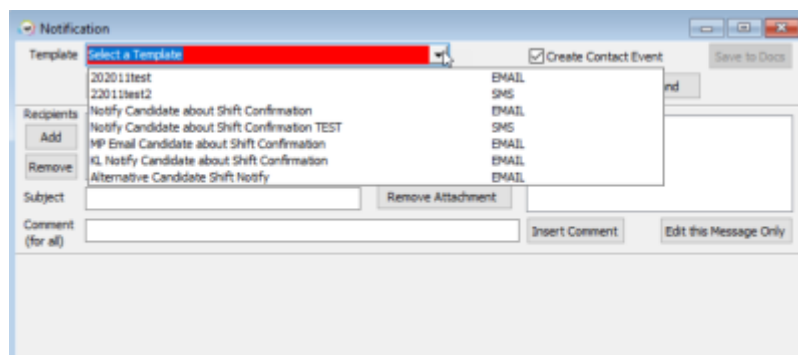 Notification
Template Select a Template Create Contact Event Save to Docs
202011test EMAIL
22011test2 SMS
Notify Candidate about Shift Confirmation EMAIL
Notify Candidate about Shift Confirmation TEST SMS
MP Email Candidate about Shift Confirmation EMAIL
KL Notify Candidate about Shift Confirmation EMAIL
Alternative Candidate Shift Notify EMAIL
nd
Recipients
Add
Remove
Subject Remove Attachment
Comment
(for all) Insert Comment Edit this Message Only